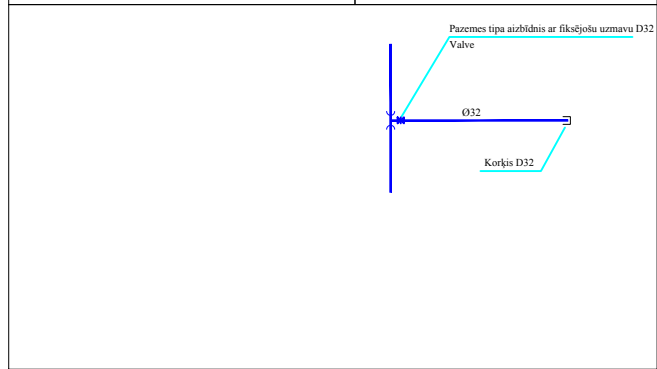 Pazemes tipa aizbīdnis ar fiksējošu uzmavu D32
Valve
Ø32
Korķis D32